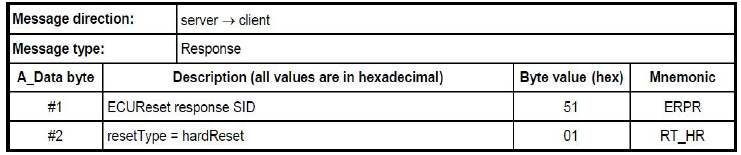 Message direction: server → client
Message type: Response
A_Data byte Description (all values are in hexadecimal) Byte value (hex) Mnemonic
#1 ECUReset response SID 51 ERPR
#2 resetType = hardReset 01 RT_HR